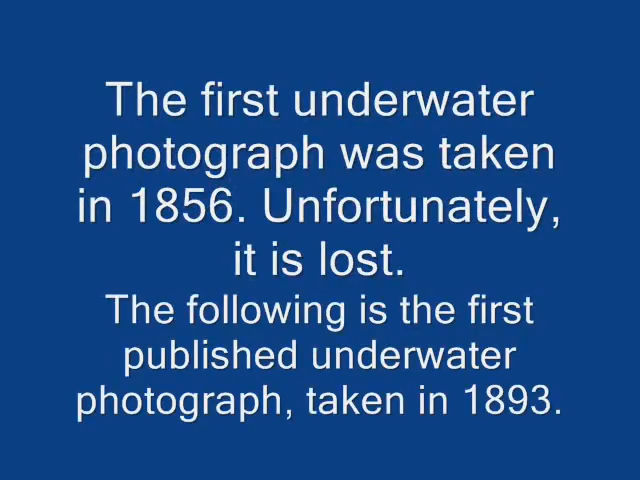 The first underwater
photograph was taken
in 1856. Unfortunately,
it is lost.
The following is the first
published underwater
photograph, taken in 1893.